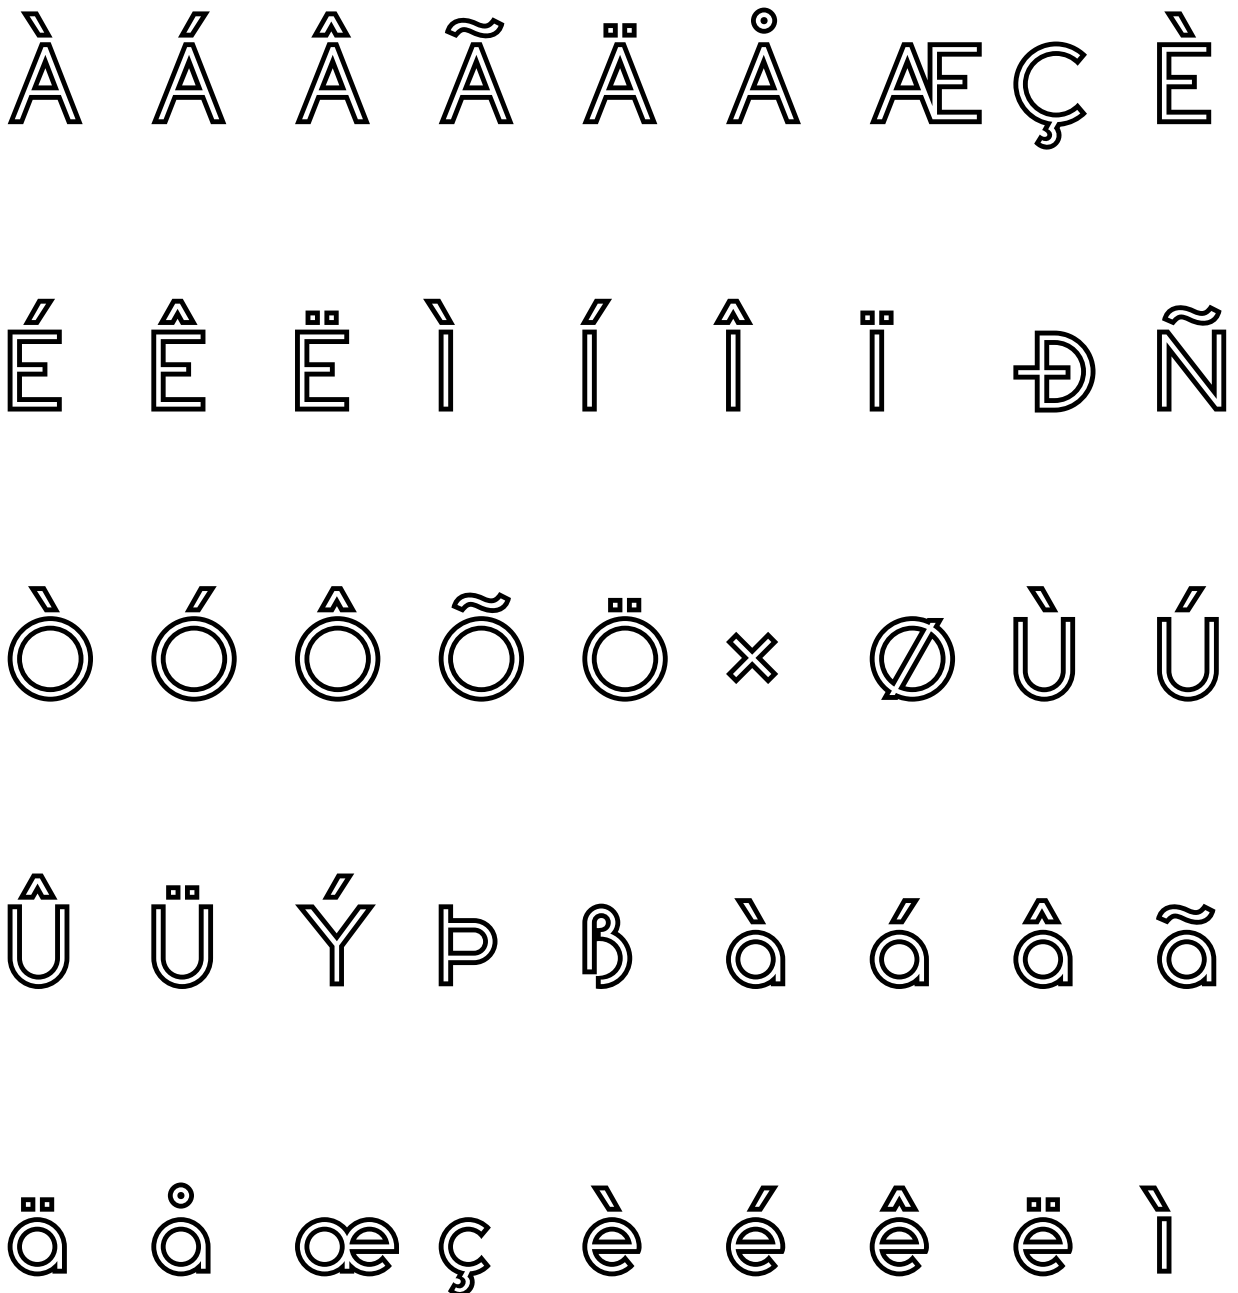 À Á Â Ã Ä Å Æ Ç È
É Ê Ë Ì Í Î Ï Ð Ñ
Ò Ó Ô Õ Ö × Ø Ù Ú
Û Ü Ý Þ ß à á â ã
ä å æ ç è é ê ë ì